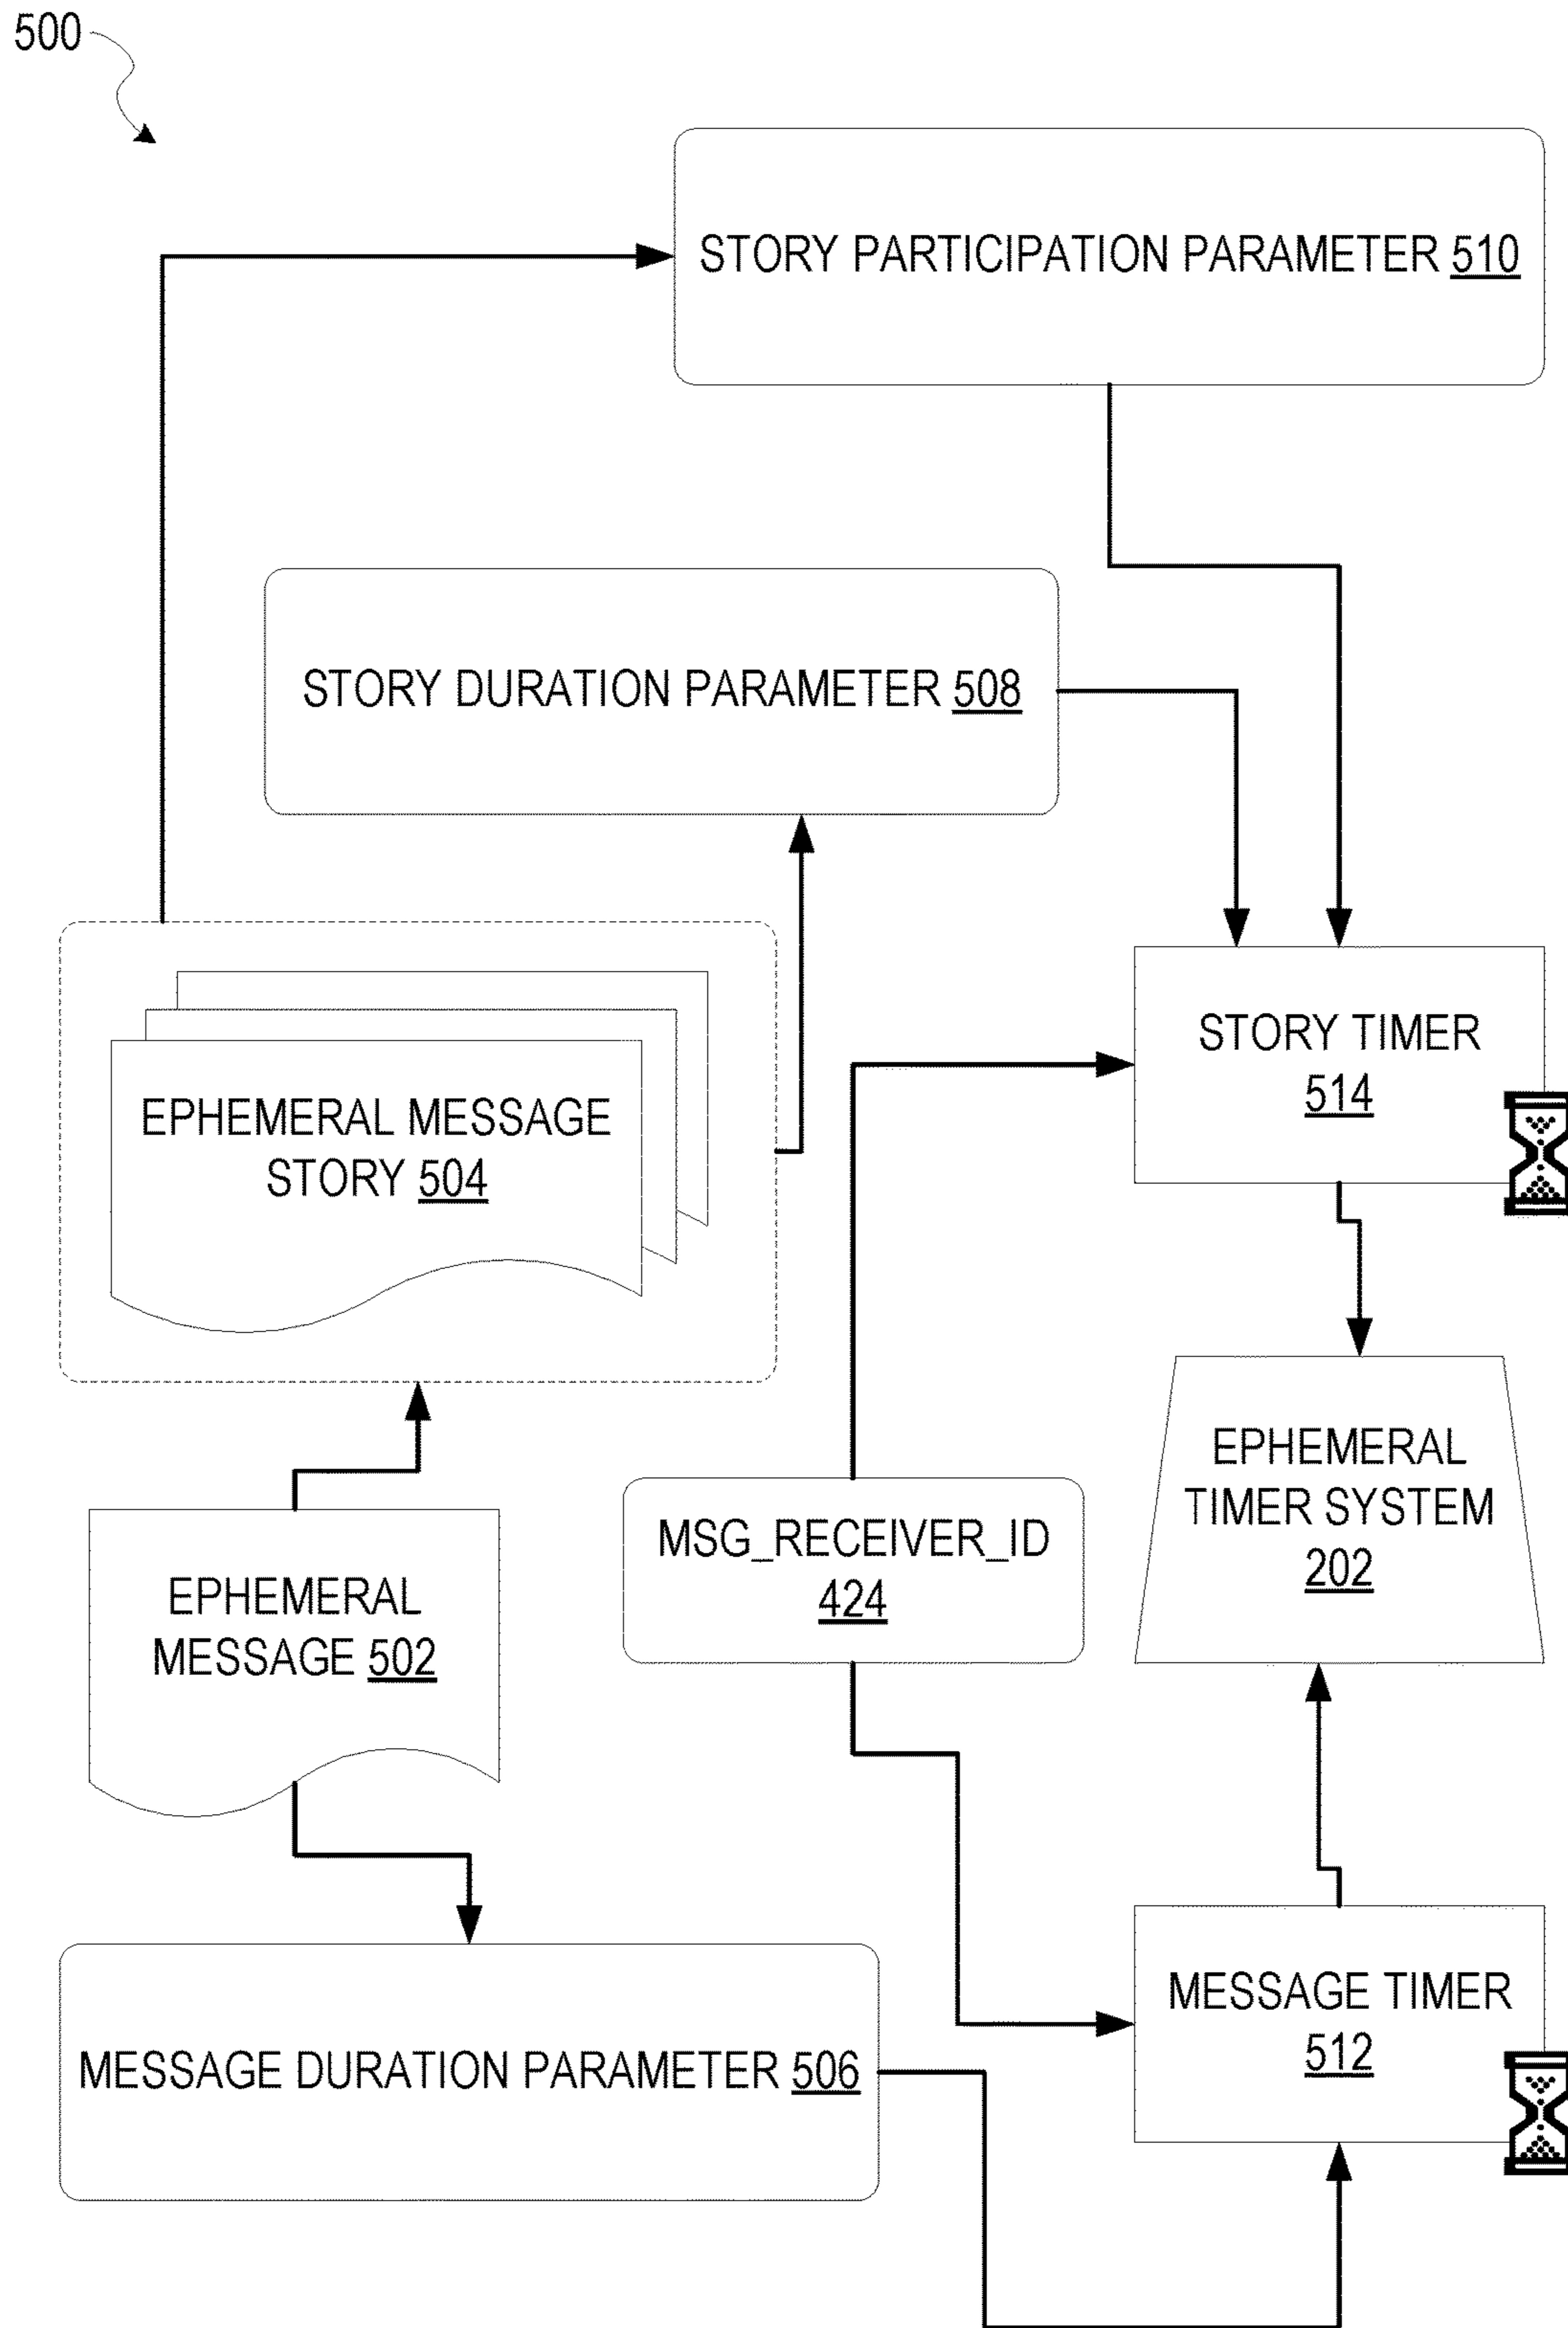 500
STORY PARTICIPATION PARAMETER 510
STORY DURATION PARAMETER 508
STORY TIMER
514
EPHEMERAL MESSAGE
STORY 504
EPHEMERAL
TIMER SYSTEM
202
MSG_RECEIVER_ID
424
EPHEMERAL
MESSAGE 502
MESSAGE TIMER
512
MESSAGE DURATION PARAMETER 506